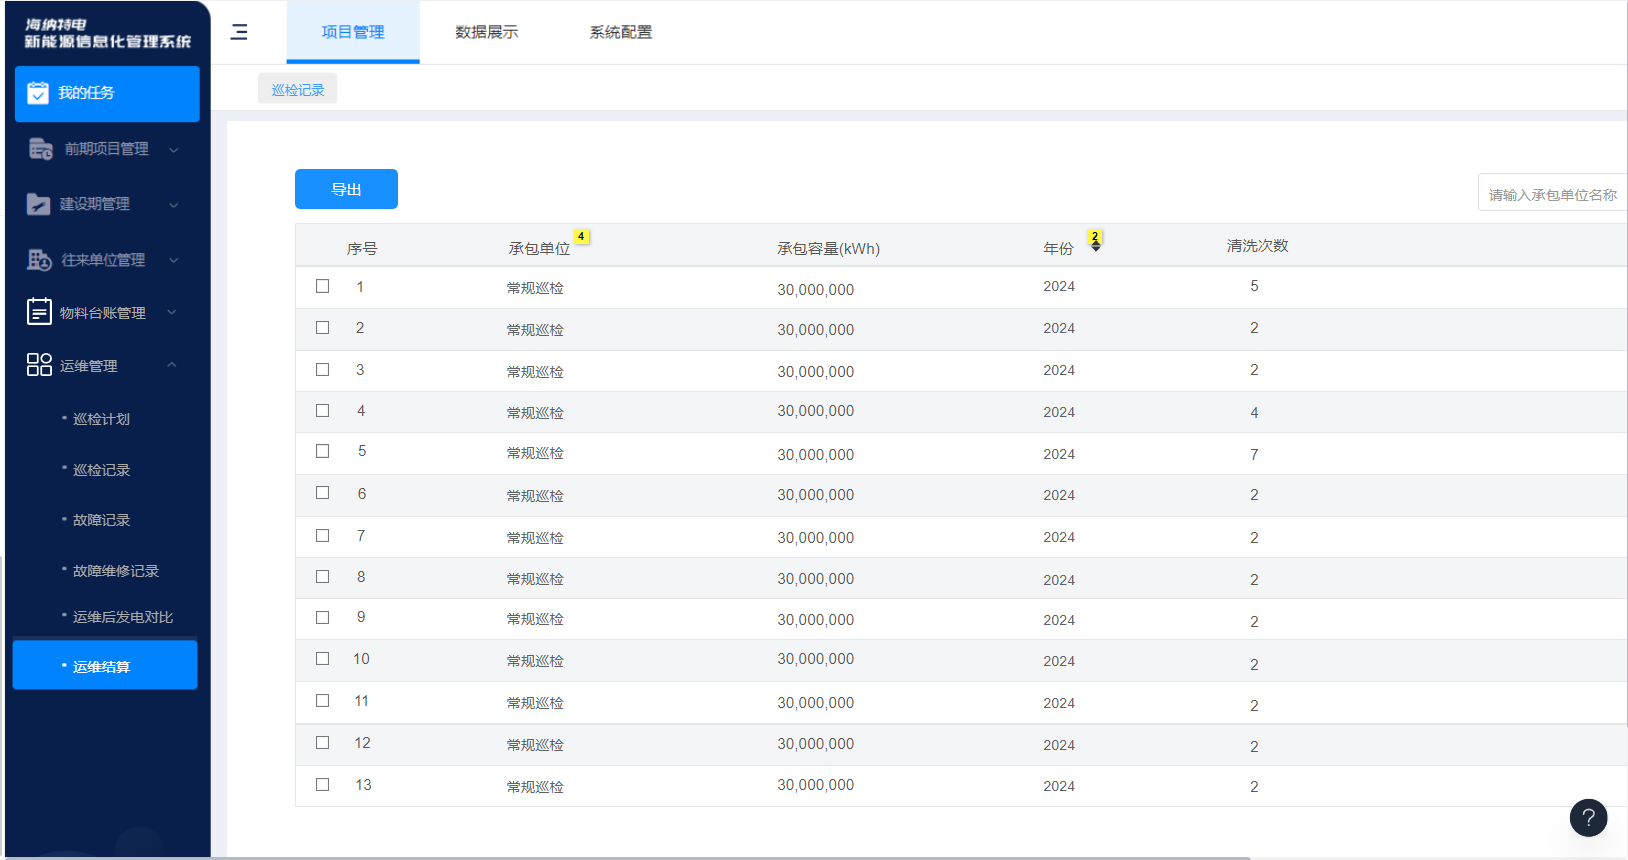 海纳特电
新能源信息化管理系统
项目管理
数据展示
系统配置
我的任务
巡检记录
前期项目管理
建设期管理
往来单位管理
物料台账管理
运维管理
巡检计划
巡检记录
故障记录
故障维修记录
运维后发电对比
运维结算
导出
请输入承包单位名称
序号 承包单位 4 承包容量(kWh) 年份 2 清洗次数
1 常规巡检 30,000,000 2024 5
2 常规巡检 30,000,000 2024 2
3 常规巡检 30,000,000 2024 2
4 常规巡检 30,000,000 2024 4
5 常规巡检 30,000,000 2024 7
6 常规巡检 30,000,000 2024 2
7 常规巡检 30,000,000 2024 2
8 常规巡检 30,000,000 2024 2
9 常规巡检 30,000,000 2024 2
10 常规巡检 30,000,000 2024 2
11 常规巡检 30,000,000 2024 2
12 常规巡检 30,000,000 2024 2
13 常规巡检 30,000,000 2024 2
?